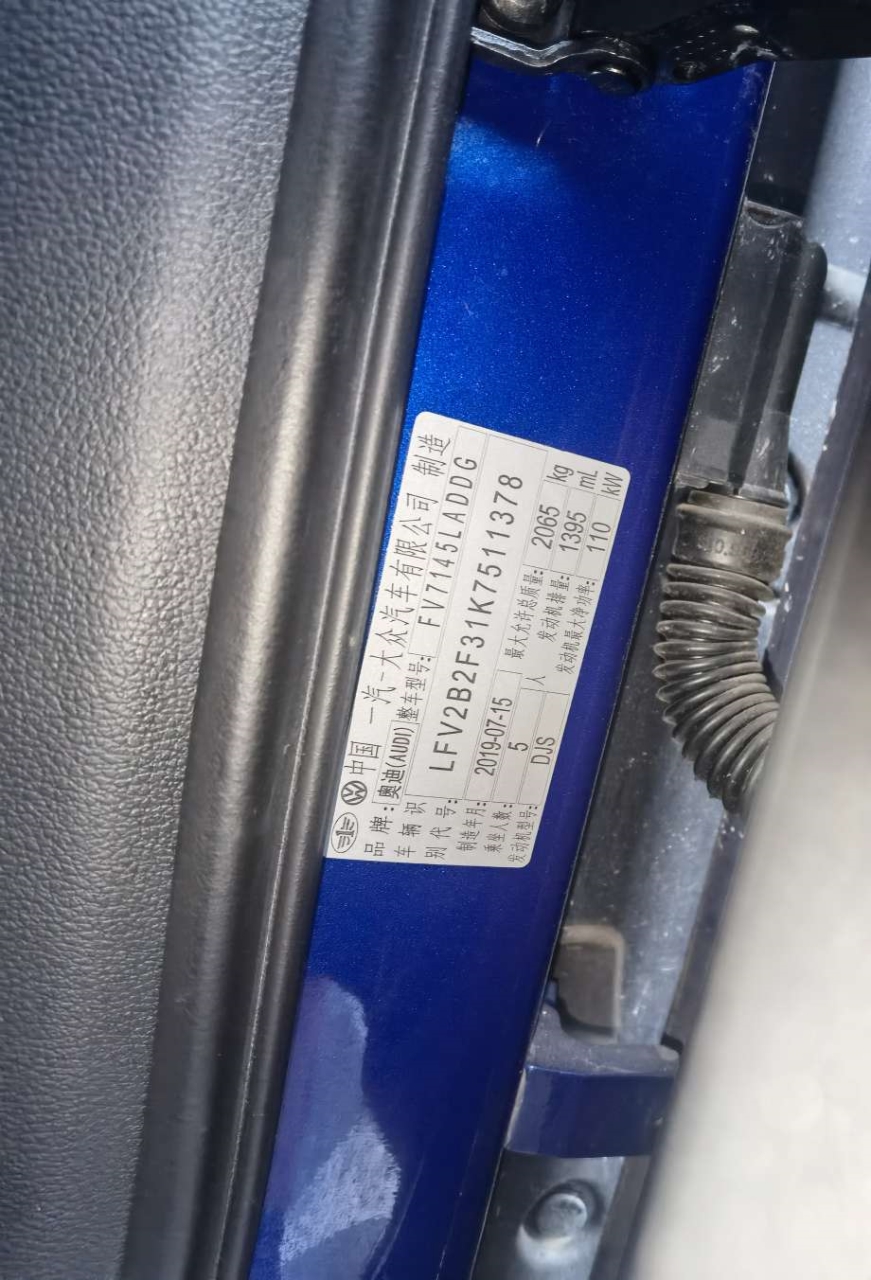 中国 一汽-大众汽车有限公司 制造
品牌: 奥迪(AUDI) 整车型号: FV7145LADDG
车辆识别代号: LFV2B2F31K7511378
制造年月: 2019-07-15 最大允许总质量: 2065 kg
乘坐人数: 5 人 发动机排量: 1395 mL
发动机型号: DJS 发动机最大净功率: 110 kW